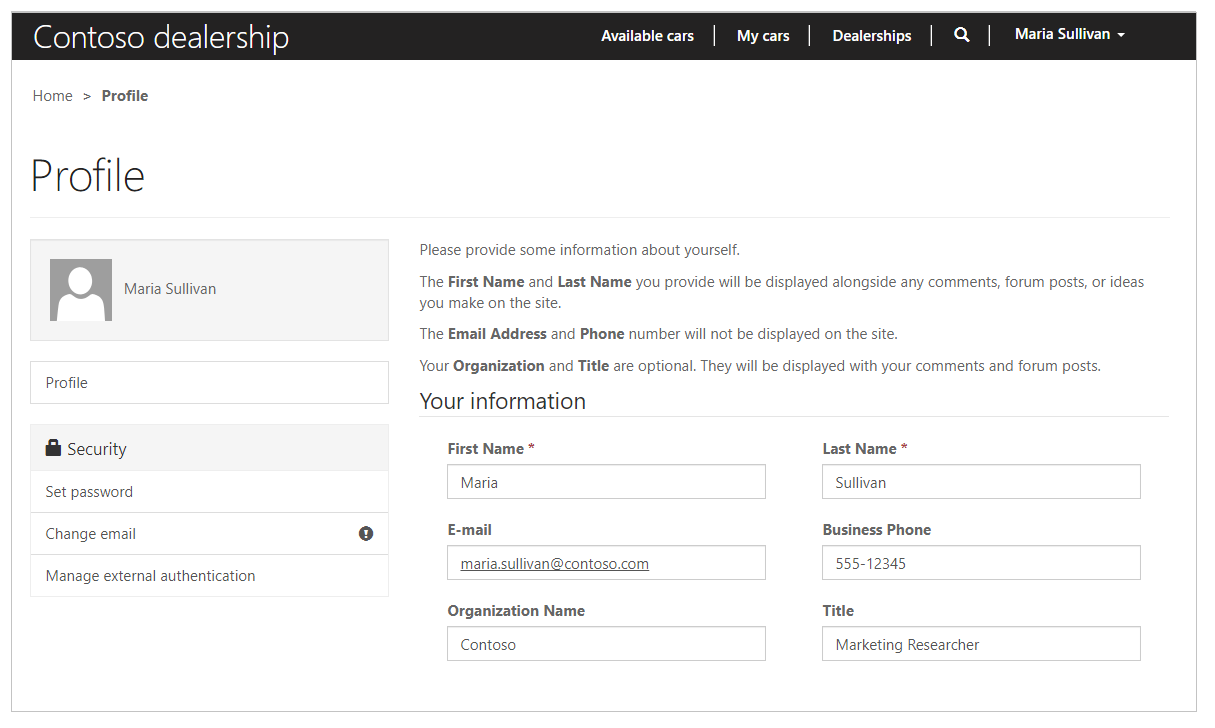 Contoso dealership
Available cars
My cars
Dealerships
Maria Sullivan
Home > Profile
Profile
Maria Sullivan
Profile
Security
Set password
Change email
Manage external authentication
Please provide some information about yourself.
The First Name and Last Name you provide will be displayed alongside any comments, forum posts, or ideas
you make on the site.
The Email Address and Phone number will not be displayed on the site.
Your Organization and Title are optional. They will be displayed with your comments and forum posts.
Your information
First Name *
Maria
Last Name *
Sullivan
E-mail
maria.sullivan@contoso.com
Business Phone
555-12345
Organization Name
Contoso
Title
Marketing Researcher